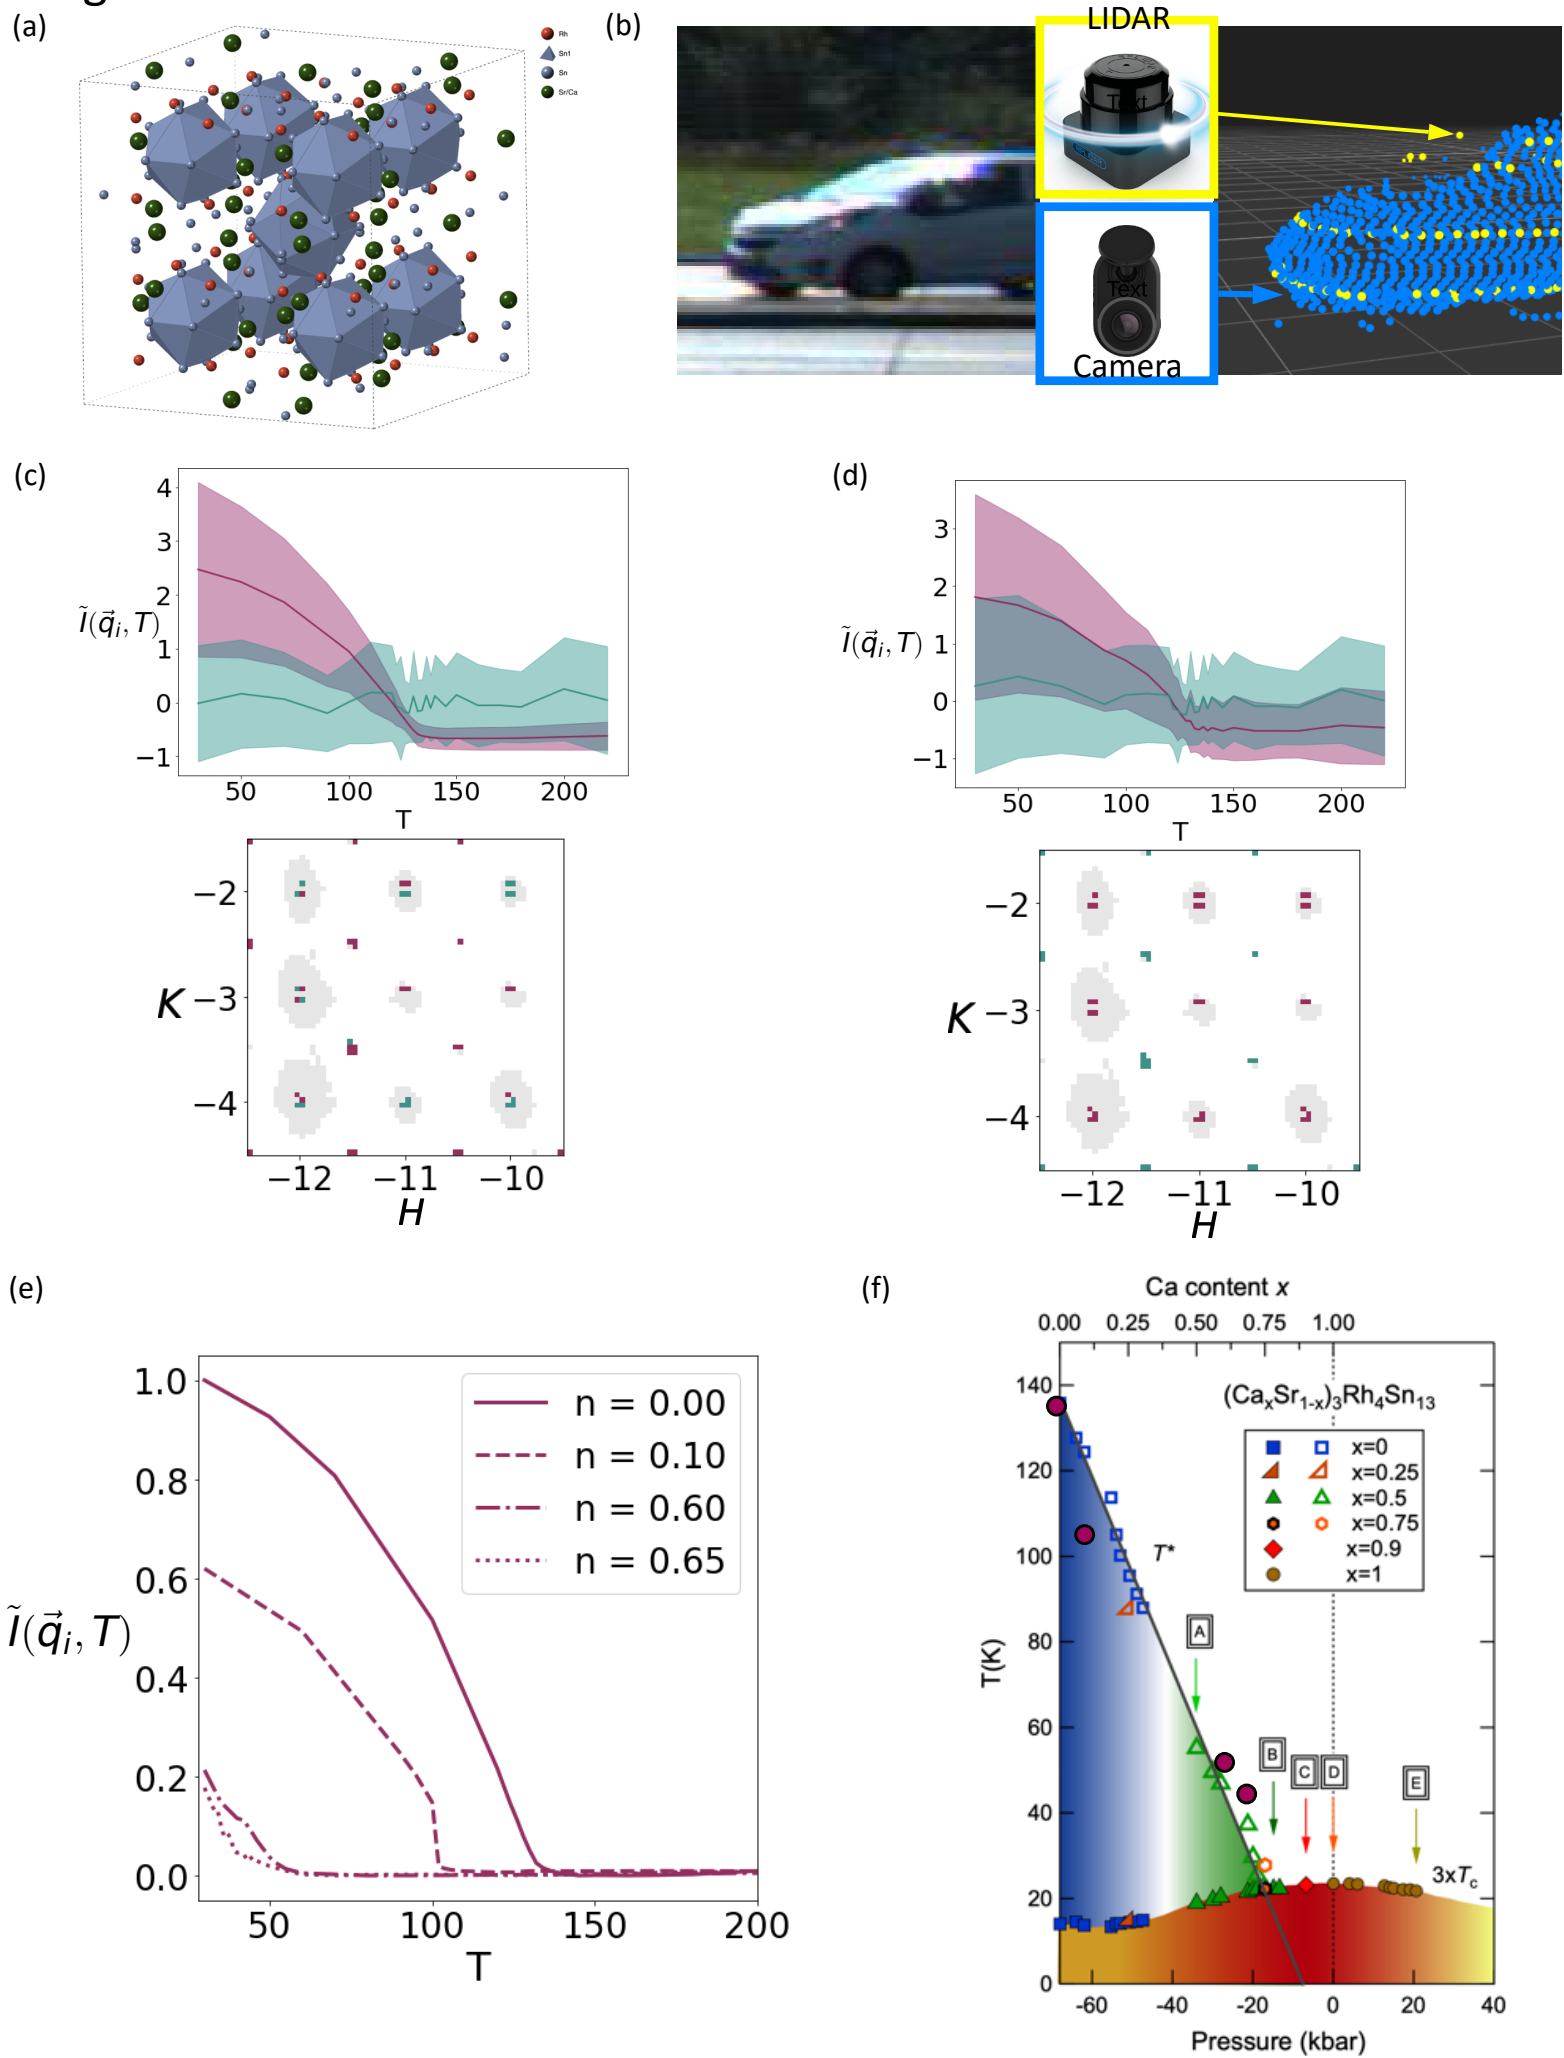 g
(a)
Rh
Sn1
Sn
Sr/Ca
(b)
LIDAR
Text
Text
Camera
(c)
4
3
2
1
0
−1
Ĩ(q⃗ᵢ, T)
50 100 150 200
T
−2
−3
−4
K
−12 −11 −10
H
(d)
3
2
1
0
−1
Ĩ(q⃗ᵢ, T)
50 100 150 200
T
−2
−3
−4
K
−12 −11 −10
H
(e)
1.0
0.8
0.6
0.4
0.2
0.0
Ĩ(q⃗ᵢ, T)
n = 0.00
n = 0.10
n = 0.60
n = 0.65
50 100 150 200
T
(f)
Ca content x
0.00 0.25 0.50 0.75 1.00
140
120
100
80
60
40
20
0
T(K)
(CaₓSr₁₋ₓ)₃Rh₄Sn₁₃
x=0
x=0.25
x=0.5
x=0.75
x=0.9
x=1
T*
A
B
C
D
E
3xT꜀
-60 -40 -20 0 20 40
Pressure (kbar)